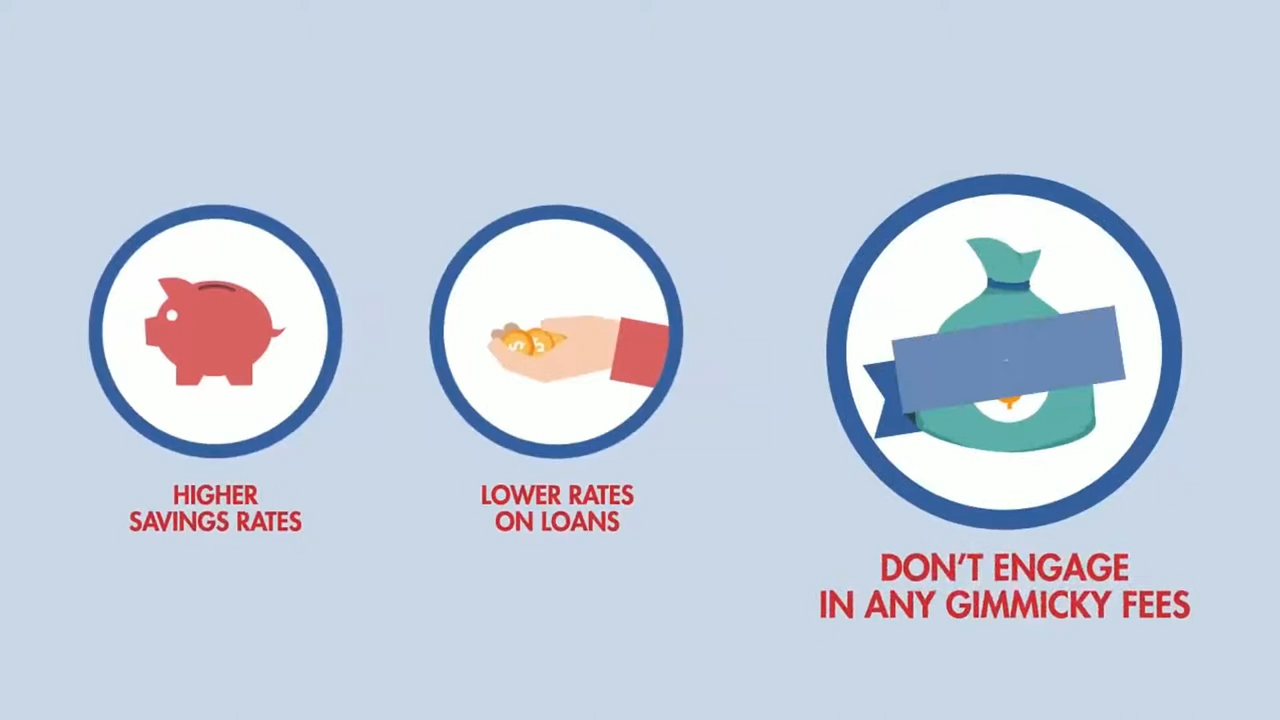 HIGHER
SAVINGS RATES
LOWER RATES
ON LOANS
DON'T ENGAGE
IN ANY GIMMICKY FEES